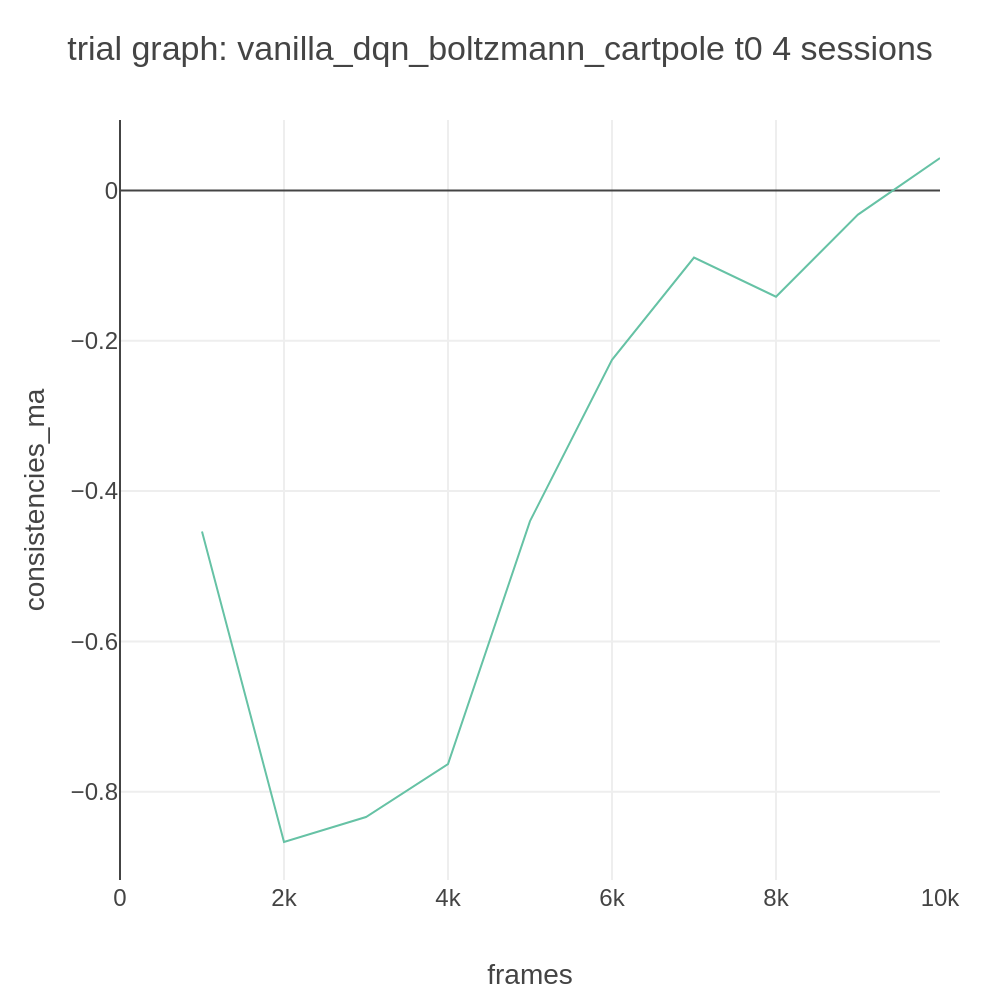 trial graph: vanilla_dqn_boltzmann_cartpole t0 4 sessions
0
−0.2
−0.4
−0.6
−0.8
consistencies_ma
0 2k 4k 6k 8k 10k
frames